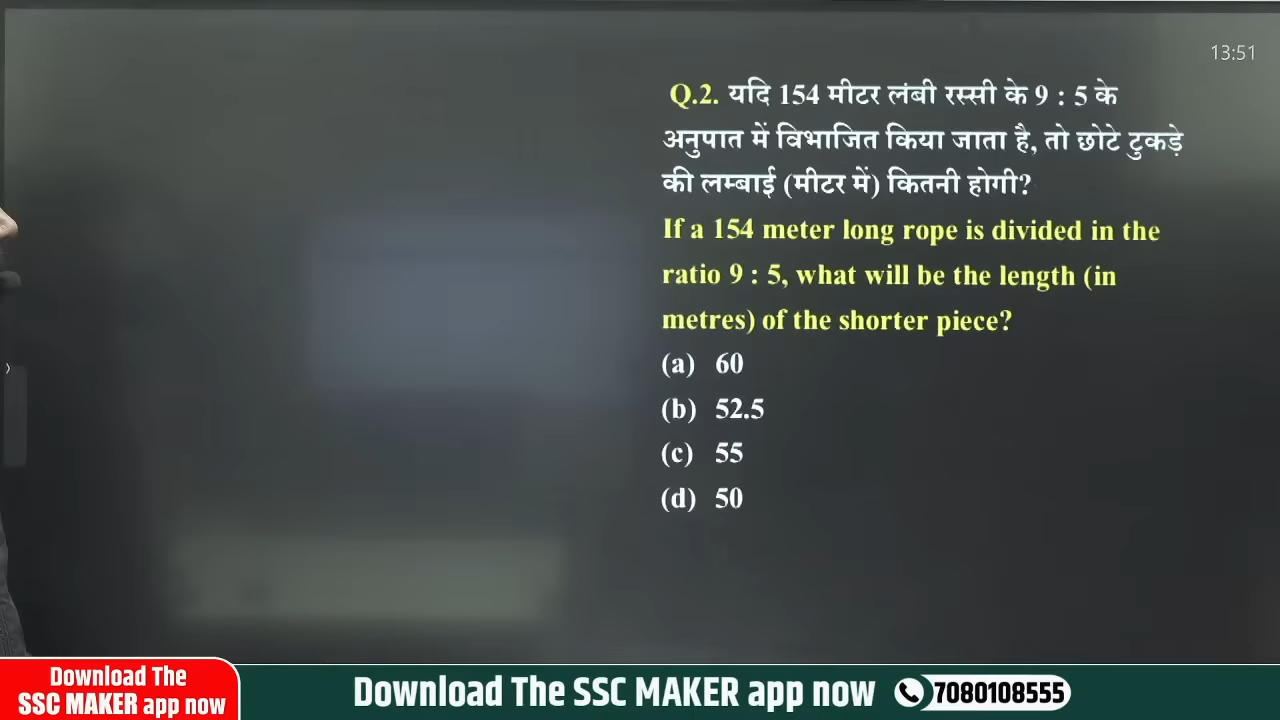 13:51
Q.2. यदि 154 मीटर लंबी रस्सी के 9 : 5 के
अनुपात में विभाजित किया जाता है, तो छोटे टुकड़े
की लम्बाई (मीटर में) कितनी होगी?
If a 154 meter long rope is divided in the
ratio 9 : 5, what will be the length (in
metres) of the shorter piece?
(a) 60
(b) 52.5
(c) 55
(d) 50
Download The
SSC MAKER app now
Download The SSC MAKER app now 7080108555